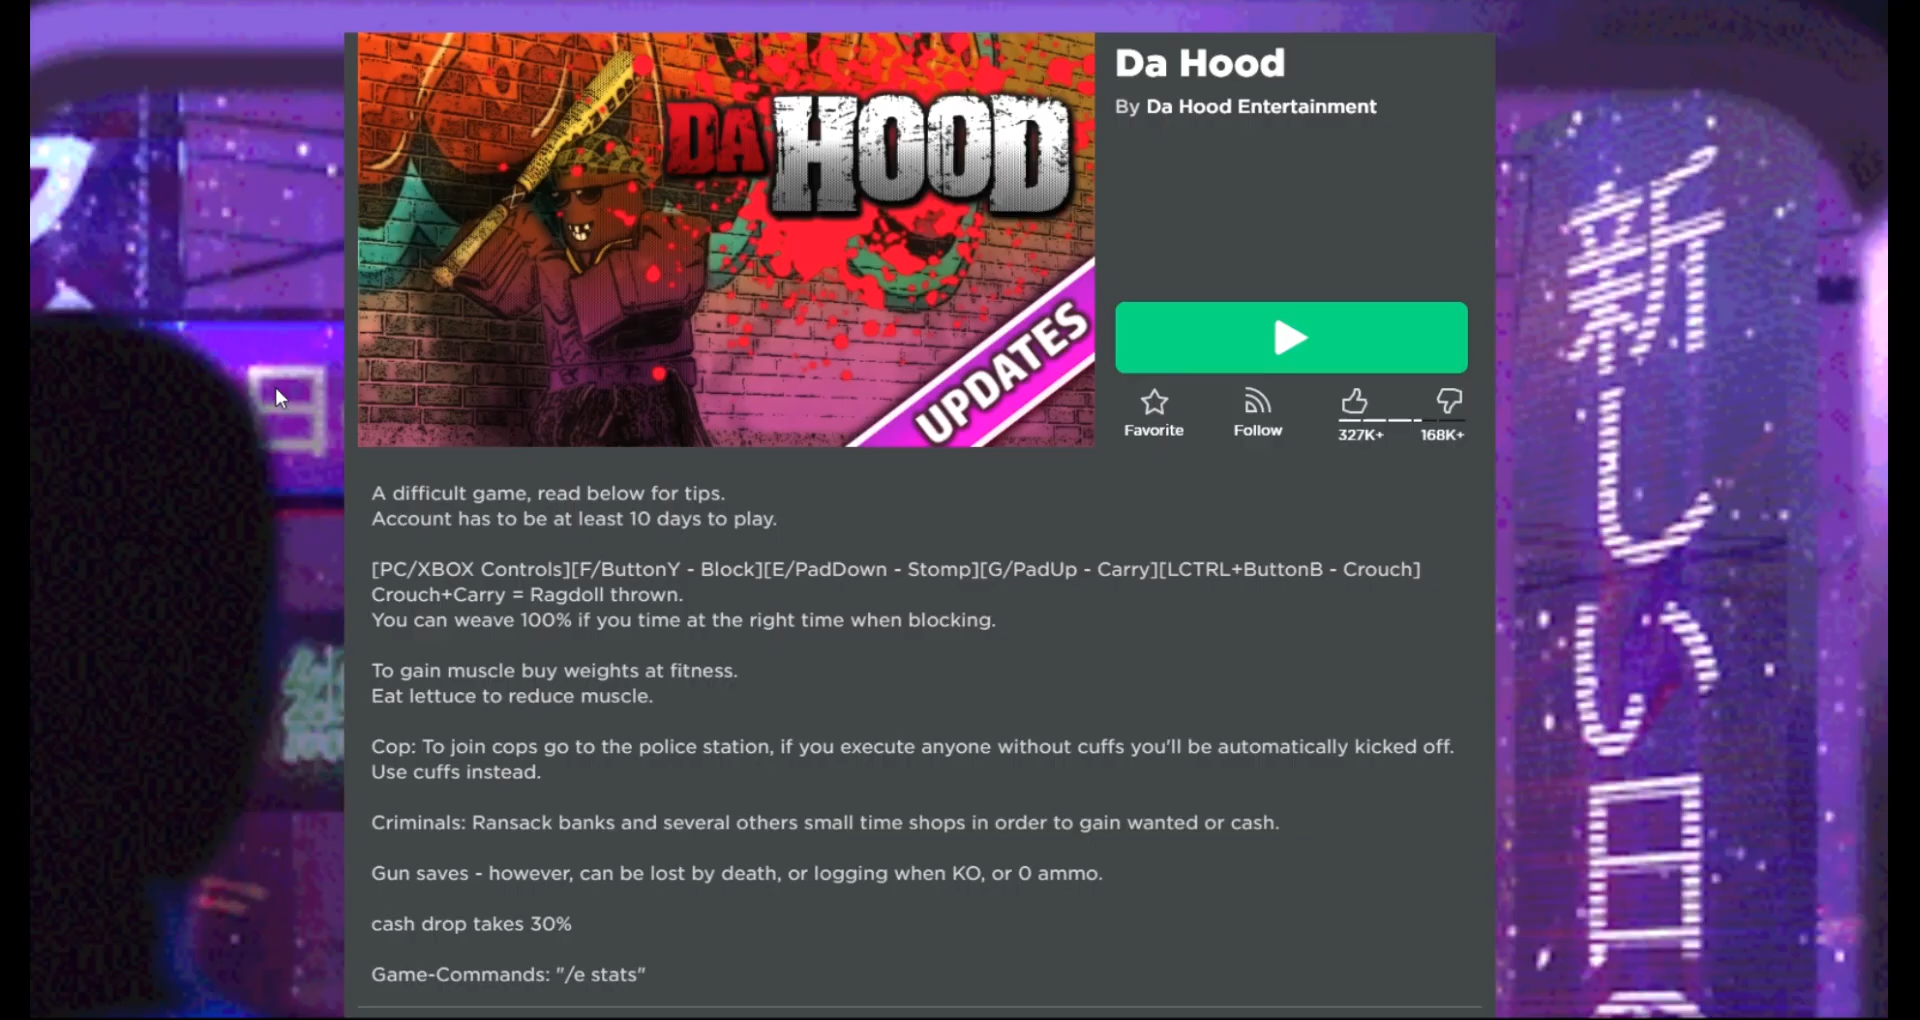 DA HOOD
UPDATES
Da Hood
By Da Hood Entertainment
Favorite
Follow
327K+
168K+
A difficult game, read below for tips.
Account has to be at least 10 days to play.
[PC/XBOX Controls][F/ButtonY - Block][E/PadDown - Stomp][G/PadUp - Carry][LCTRL+ButtonB - Crouch]
Crouch+Carry = Ragdoll thrown.
You can weave 100% if you time at the right time when blocking.
To gain muscle buy weights at fitness.
Eat lettuce to reduce muscle.
Cop: To join cops go to the police station, if you execute anyone without cuffs you'll be automatically kicked off.
Use cuffs instead.
Criminals: Ransack banks and several others small time shops in order to gain wanted or cash.
Gun saves - however, can be lost by death, or logging when KO, or 0 ammo.
cash drop takes 30%
Game-Commands: "/e stats"
新しい日